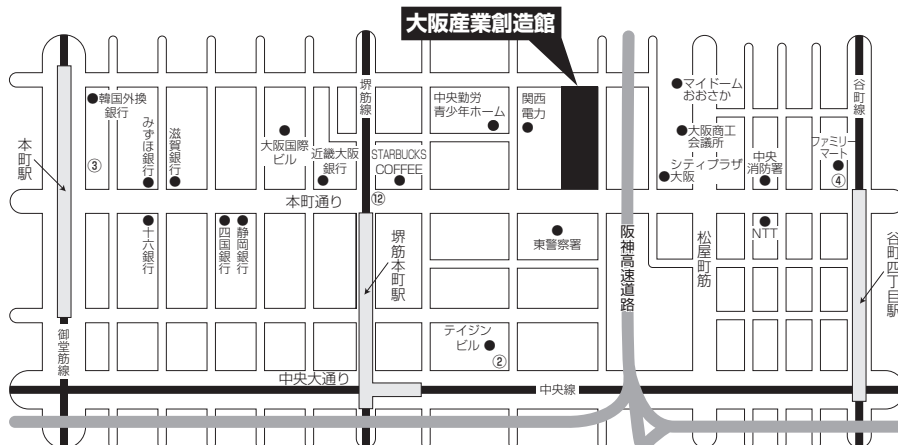 大阪産業創造館
堺筋線
谷町線
韓国外換
銀行
みずほ銀行
滋賀銀行
大阪国際
ビル
近畿大阪
銀行
STARBUCKS
COFFEE
中央勤労
青少年ホーム
関西
電力
マイドーム
おおさか
大阪商工
会議所
シティプラザ
大阪
中央
消防署
ファミリー
マート
④
本町駅
③
本町通り
⑫
十六銀行
四国銀行
静岡銀行
堺筋本町駅
東警察署
阪神高速道路
松屋町筋
NTT
谷町四丁目駅
御堂筋線
テイジン
ビル
②
中央大通り
中央線